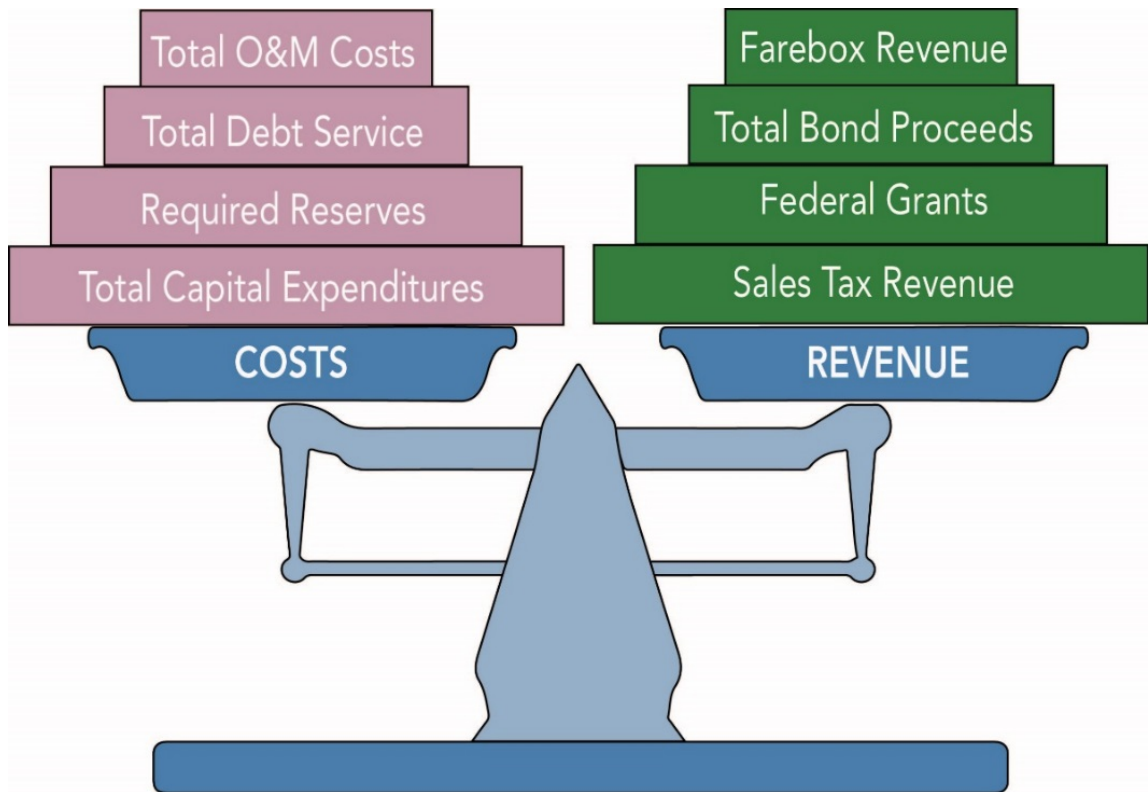 Total O&M Costs
Total Debt Service
Required Reserves
Total Capital Expenditures
COSTS
Farebox Revenue
Total Bond Proceeds
Federal Grants
Sales Tax Revenue
REVENUE